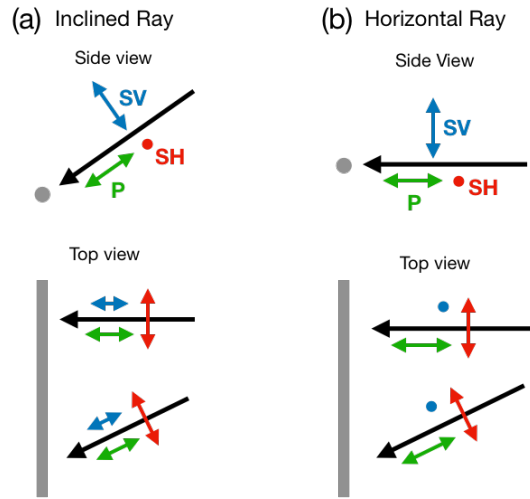 (a) Inclined Ray
Side view
SV
SH
P
Top view
(b) Horizontal Ray
Side View
SV
SH
P
Top view